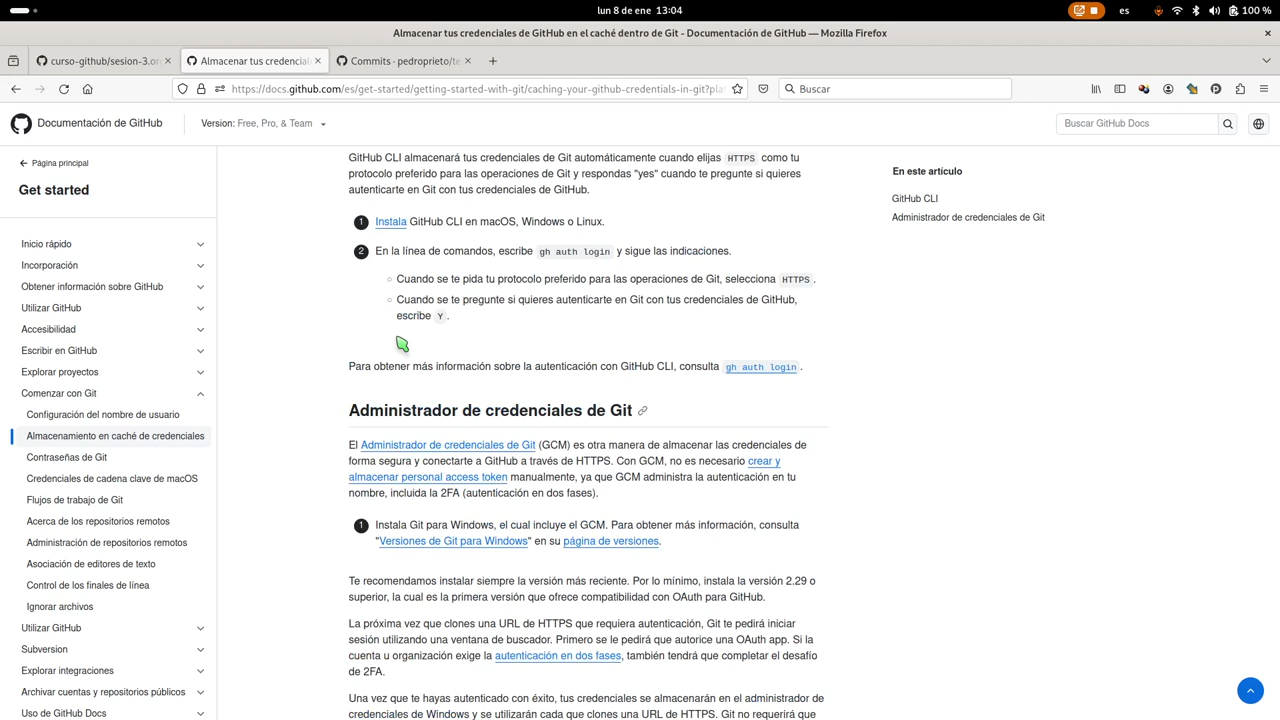 lun 8 de ene 13:04
es
100 %
Almacenar tus credenciales de GitHub en el caché dentro de Git - Documentación de GitHub — Mozilla Firefox
curso-github/sesion-3.or
Almacenar tus credencial
Commits · pedroprieto/te
https://docs.github.com/es/get-started/getting-started-with-git/caching-your-github-credentials-in-git?pla
Buscar
Documentación de GitHub
Version: Free, Pro, & Team
Buscar GitHub Docs
Página principal
Get started
Inicio rápido
Incorporación
Obtener información sobre GitHub
Utilizar GitHub
Accesibilidad
Escribir en GitHub
Explorar proyectos
Comenzar con Git
Configuración del nombre de usuario
Almacenamiento en caché de credenciales
Contraseñas de Git
Credenciales de cadena clave de macOS
Flujos de trabajo de Git
Acerca de los repositorios remotos
Administración de repositorios remotos
Asociación de editores de texto
Control de los finales de línea
Ignorar archivos
Utilizar GitHub
Subversion
Explorar integraciones
Archivar cuentas y repositorios públicos
Uso de GitHub Docs
GitHub CLI almacenará tus credenciales de Git automáticamente cuando elijas HTTPS como tu
protocolo preferido para las operaciones de Git y respondas "yes" cuando te pregunte si quieres
autenticarte en Git con tus credenciales de GitHub.
1 Instala GitHub CLI en macOS, Windows o Linux.
2 En la línea de comandos, escribe gh auth login y sigue las indicaciones.
Cuando se te pida tu protocolo preferido para las operaciones de Git, selecciona HTTPS .
Cuando se te pregunte si quieres autenticarte en Git con tus credenciales de GitHub,
escribe Y .
Para obtener más información sobre la autenticación con GitHub CLI, consulta gh auth login .
Administrador de credenciales de Git
El Administrador de credenciales de Git (GCM) es otra manera de almacenar las credenciales de
forma segura y conectarte a GitHub a través de HTTPS. Con GCM, no es necesario crear y
almacenar personal access token manualmente, ya que GCM administra la autenticación en tu
nombre, incluida la 2FA (autenticación en dos fases).
1 Instala Git para Windows, el cual incluye el GCM. Para obtener más información, consulta
"Versiones de Git para Windows" en su página de versiones.
Te recomendamos instalar siempre la versión más reciente. Por lo mínimo, instala la versión 2.29 o
superior, la cual es la primera versión que ofrece compatibilidad con OAuth para GitHub.
La próxima vez que clones una URL de HTTPS que requiera autenticación, Git te pedirá iniciar
sesión utilizando una ventana de buscador. Primero se le pedirá que autorice una OAuth app. Si la
cuenta u organización exige la autenticación en dos fases, también tendrá que completar el desafío
de 2FA.
Una vez que te hayas autenticado con éxito, tus credenciales se almacenarán en el administrador de
credenciales de Windows y se utilizarán cada que clones una URL de HTTPS. Git no requerirá que
En este artículo
GitHub CLI
Administrador de credenciales de Git